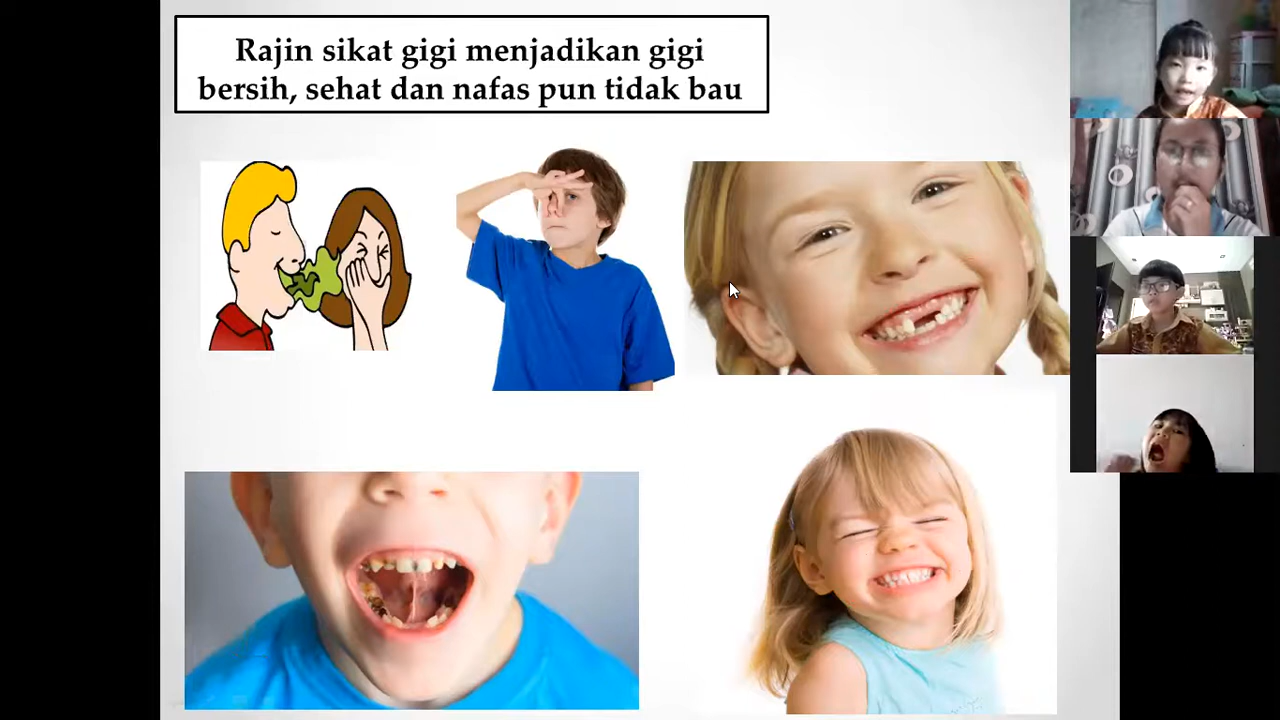 Rajin sikat gigi menjadikan gigi
bersih, sehat dan nafas pun tidak bau